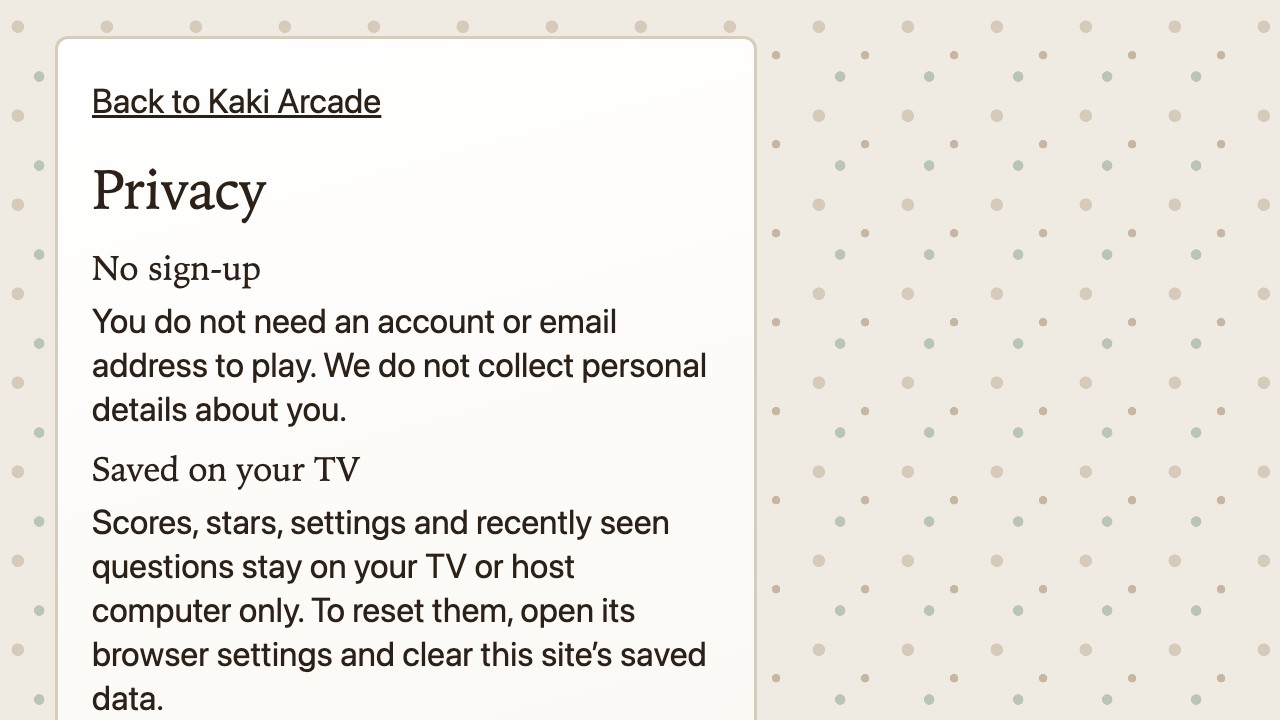 Back to Kaki Arcade
Privacy
No sign-up
You do not need an account or email
address to play. We do not collect personal
details about you.
Saved on your TV
Scores, stars, settings and recently seen
questions stay on your TV or host
computer only. To reset them, open its
browser settings and clear this site’s saved
data.